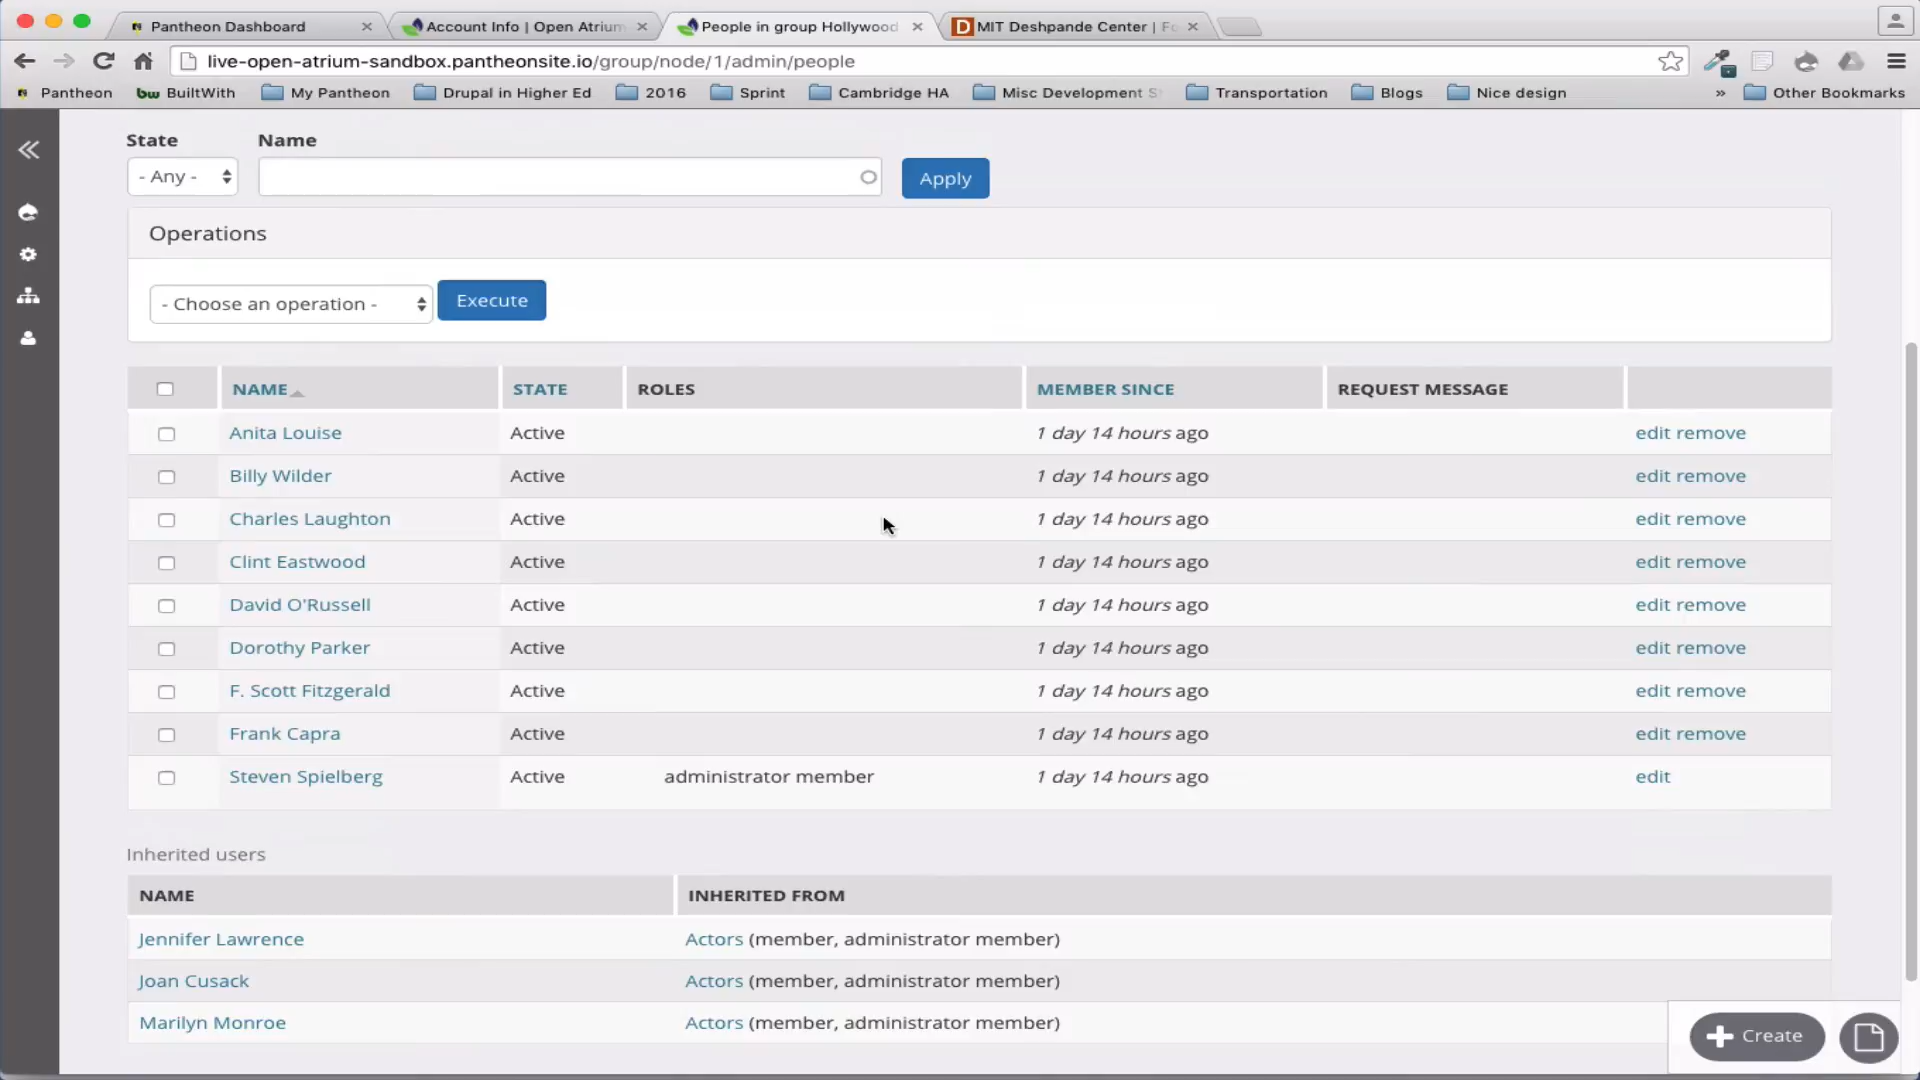 Pantheon Dashboard
Account Info | Open Atrium
People in group Hollywood
MIT Deshpande Center | Fo
live-open-atrium-sandbox.pantheonsite.io/group/node/1/admin/people
Pantheon
bw BuiltWith
My Pantheon
Drupal in Higher Ed
2016
Sprint
Cambridge HA
Misc Development S
Transportation
Blogs
Nice design
»
Other Bookmarks
State
Name
- Any -
Apply
Operations
- Choose an operation -
Execute
NAME STATE ROLES MEMBER SINCE REQUEST MESSAGE
Anita Louise Active 1 day 14 hours ago edit remove
Billy Wilder Active 1 day 14 hours ago edit remove
Charles Laughton Active 1 day 14 hours ago edit remove
Clint Eastwood Active 1 day 14 hours ago edit remove
David O'Russell Active 1 day 14 hours ago edit remove
Dorothy Parker Active 1 day 14 hours ago edit remove
F. Scott Fitzgerald Active 1 day 14 hours ago edit remove
Frank Capra Active 1 day 14 hours ago edit remove
Steven Spielberg Active administrator member 1 day 14 hours ago edit
Inherited users
NAME INHERITED FROM
Jennifer Lawrence Actors (member, administrator member)
Joan Cusack Actors (member, administrator member)
Marilyn Monroe Actors (member, administrator member)
Create